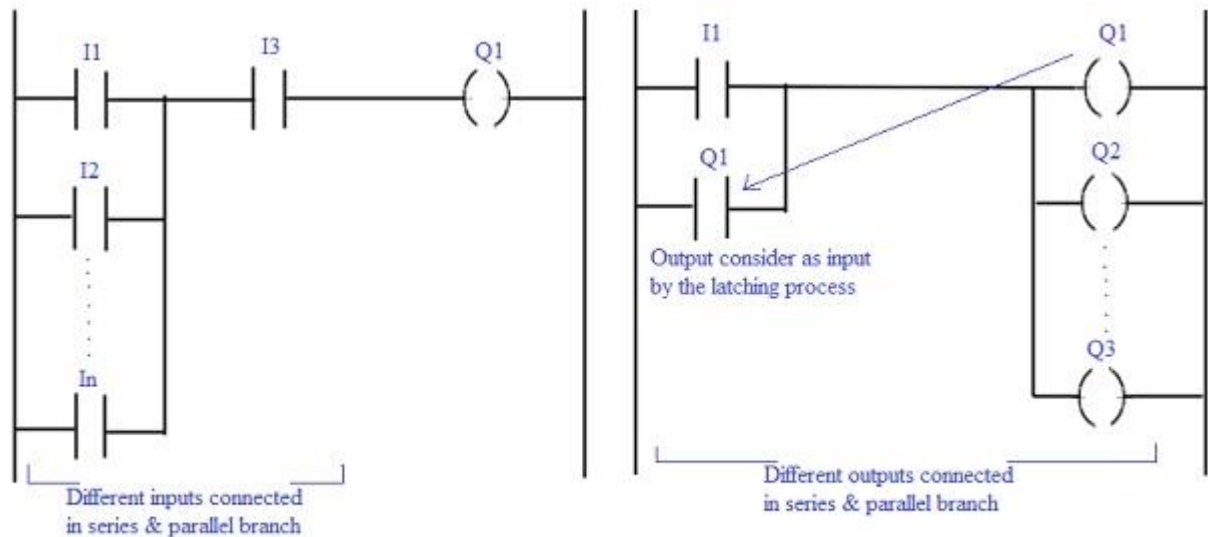 I1
I3
Q1
I2
In
Different inputs connected
in series & parallel branch
I1
Q1
Q1
Q2
Output consider as input
by the latching process
Q3
Different outputs connected
in series & parallel branch